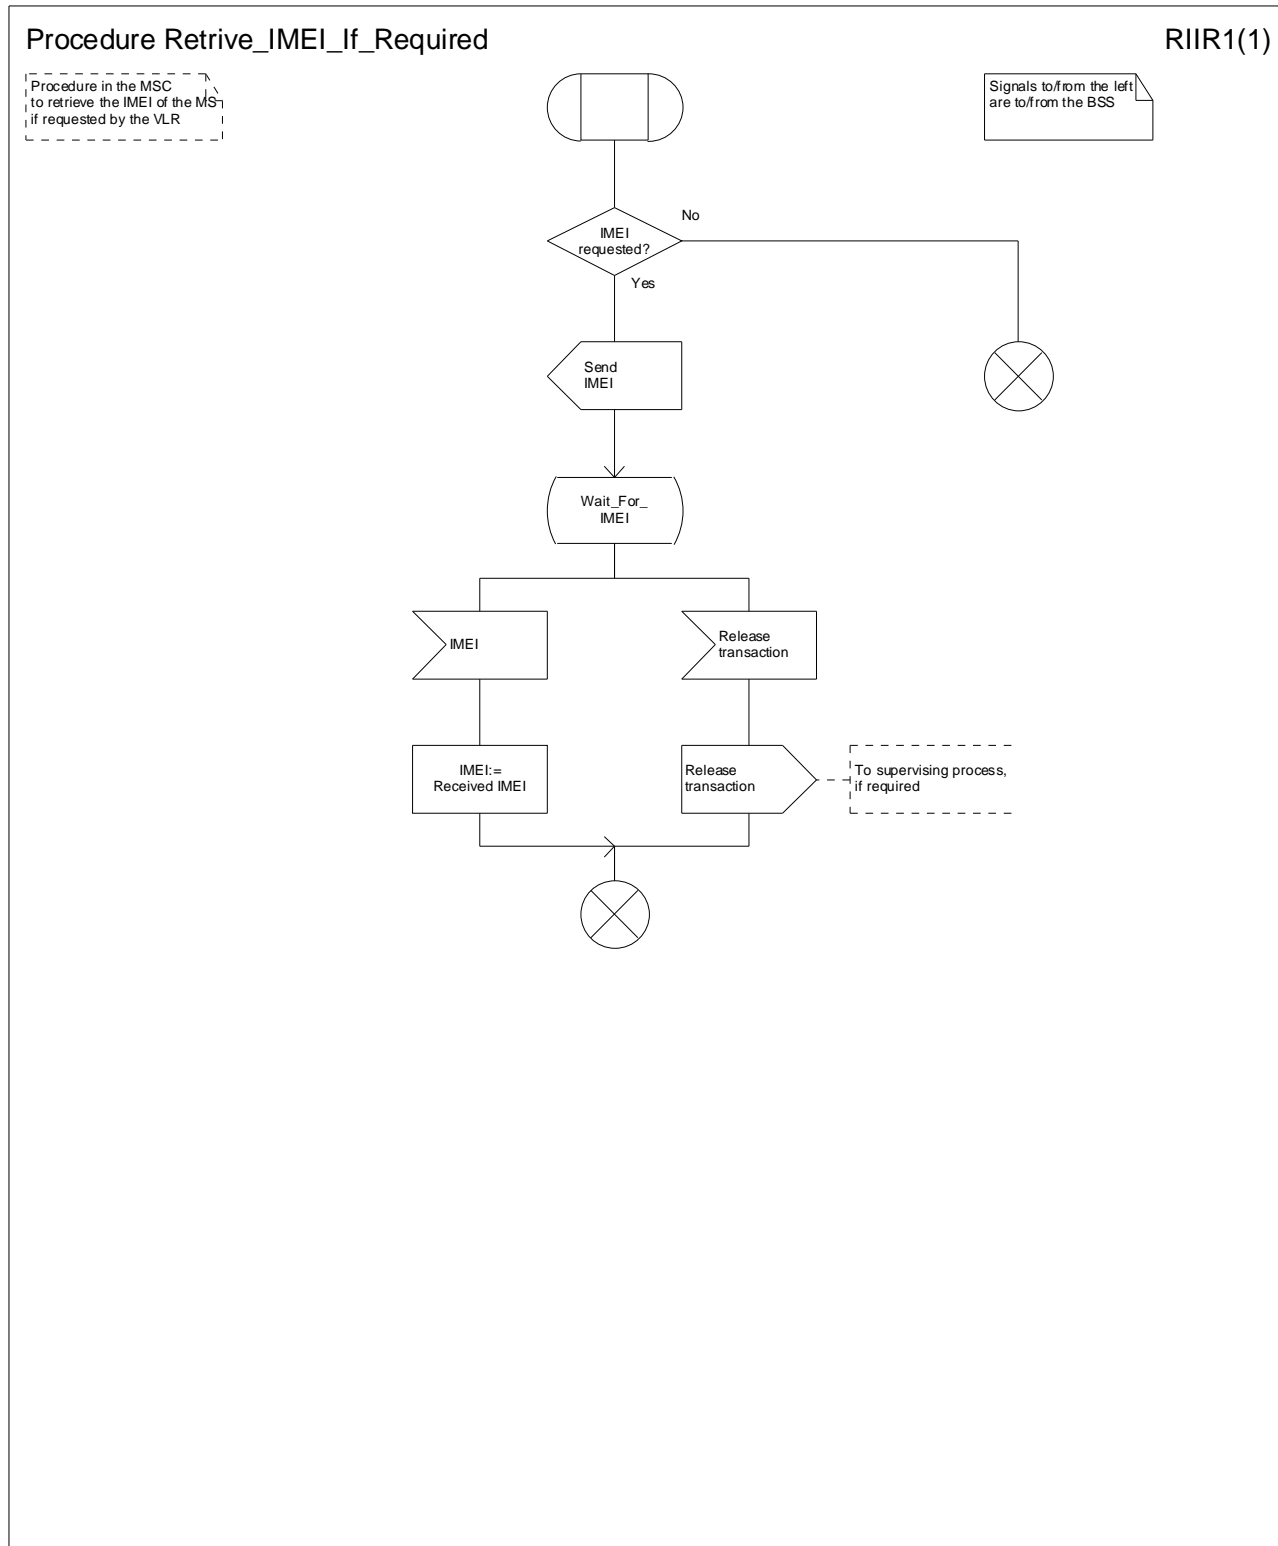 Procedure Retrive_IMEI_If_Required
RIIR1(1)
Procedure in the MSC
to retrieve the IMEI of the MS
if requested by the VLR
Signals to/from the left
are to/from the BSS
No
IMEI
requested?
Yes
Send
IMEI
Wait_For_
IMEI
IMEI
Release
transaction
IMEI:=
Received IMEI
Release
transaction
To supervising process,
if required